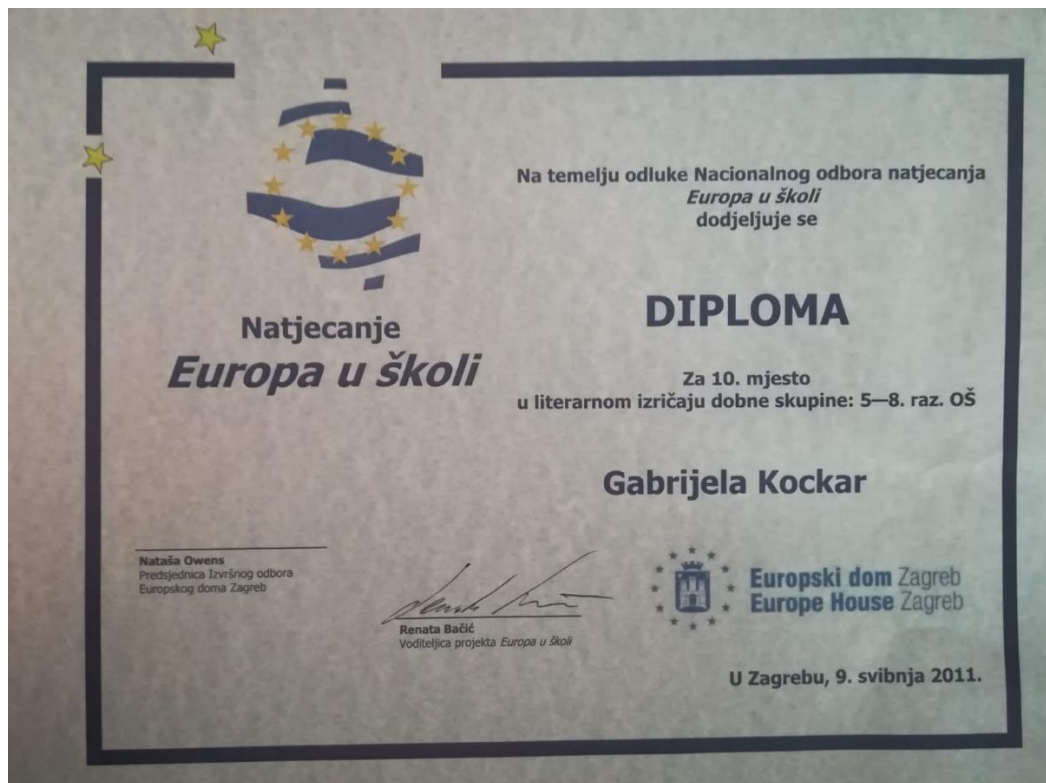 Natjecanje
Europa u školi
Na temelju odluke Nacionalnog odbora natjecanja
Europa u školi
dodjeljuje se
DIPLOMA
Za 10. mjesto
u literarnom izričaju dobne skupine: 5—8. raz. OŠ
Gabrijela Kockar
Nataša Owens
Predsjednica Izvršnog odbora
Europskog doma Zagreb
Renata Bačić
Voditeljica projekta Europa u školi
Europski dom Zagreb
Europe House Zagreb
U Zagrebu, 9. svibnja 2011.